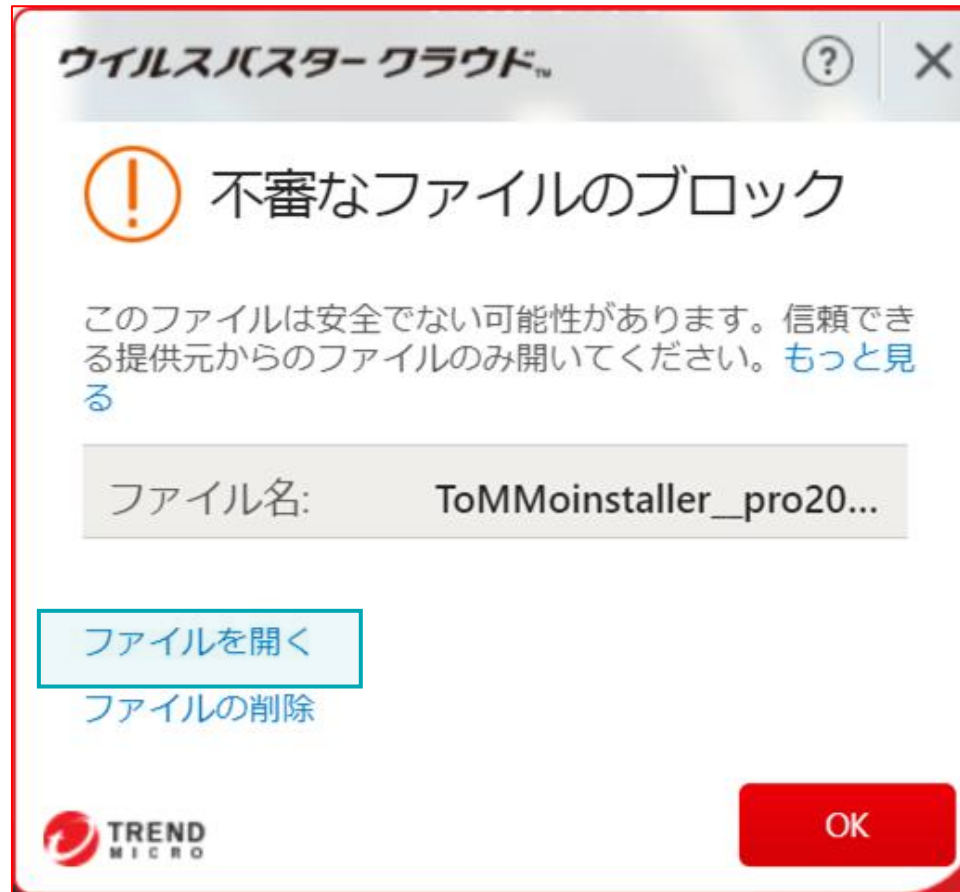 ウイルスバスター クラウド™
?
不審なファイルのブロック
このファイルは安全でない可能性があります。信頼でき
る提供元からのファイルのみ開いてください。もっと見
る
ファイル名: ToMMoinstaller__pro20...
ファイルを開く
ファイルの削除
TREND
MICRO
OK